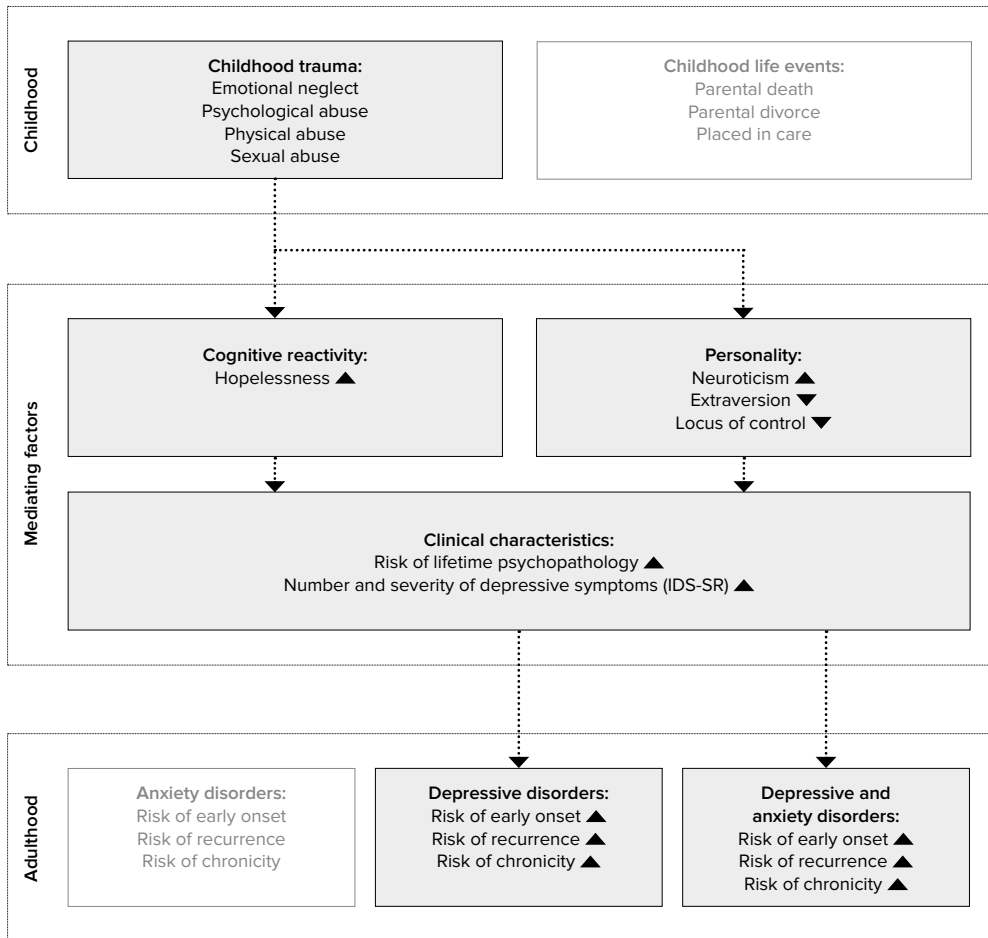 Childhood
Childhood trauma:
Emotional neglect
Psychological abuse
Physical abuse
Sexual abuse
Childhood life events:
Parental death
Parental divorce
Placed in care
Mediating factors
Cognitive reactivity:
Hopelessness ▲
Personality:
Neuroticism ▲
Extraversion ▼
Locus of control ▼
Clinical characteristics:
Risk of lifetime psychopathology ▲
Number and severity of depressive symptoms (IDS-SR) ▲
Adulthood
Anxiety disorders:
Risk of early onset
Risk of recurrence
Risk of chronicity
Depressive disorders:
Risk of early onset ▲
Risk of recurrence ▲
Risk of chronicity ▲
Depressive and
anxiety disorders:
Risk of early onset ▲
Risk of recurrence ▲
Risk of chronicity ▲